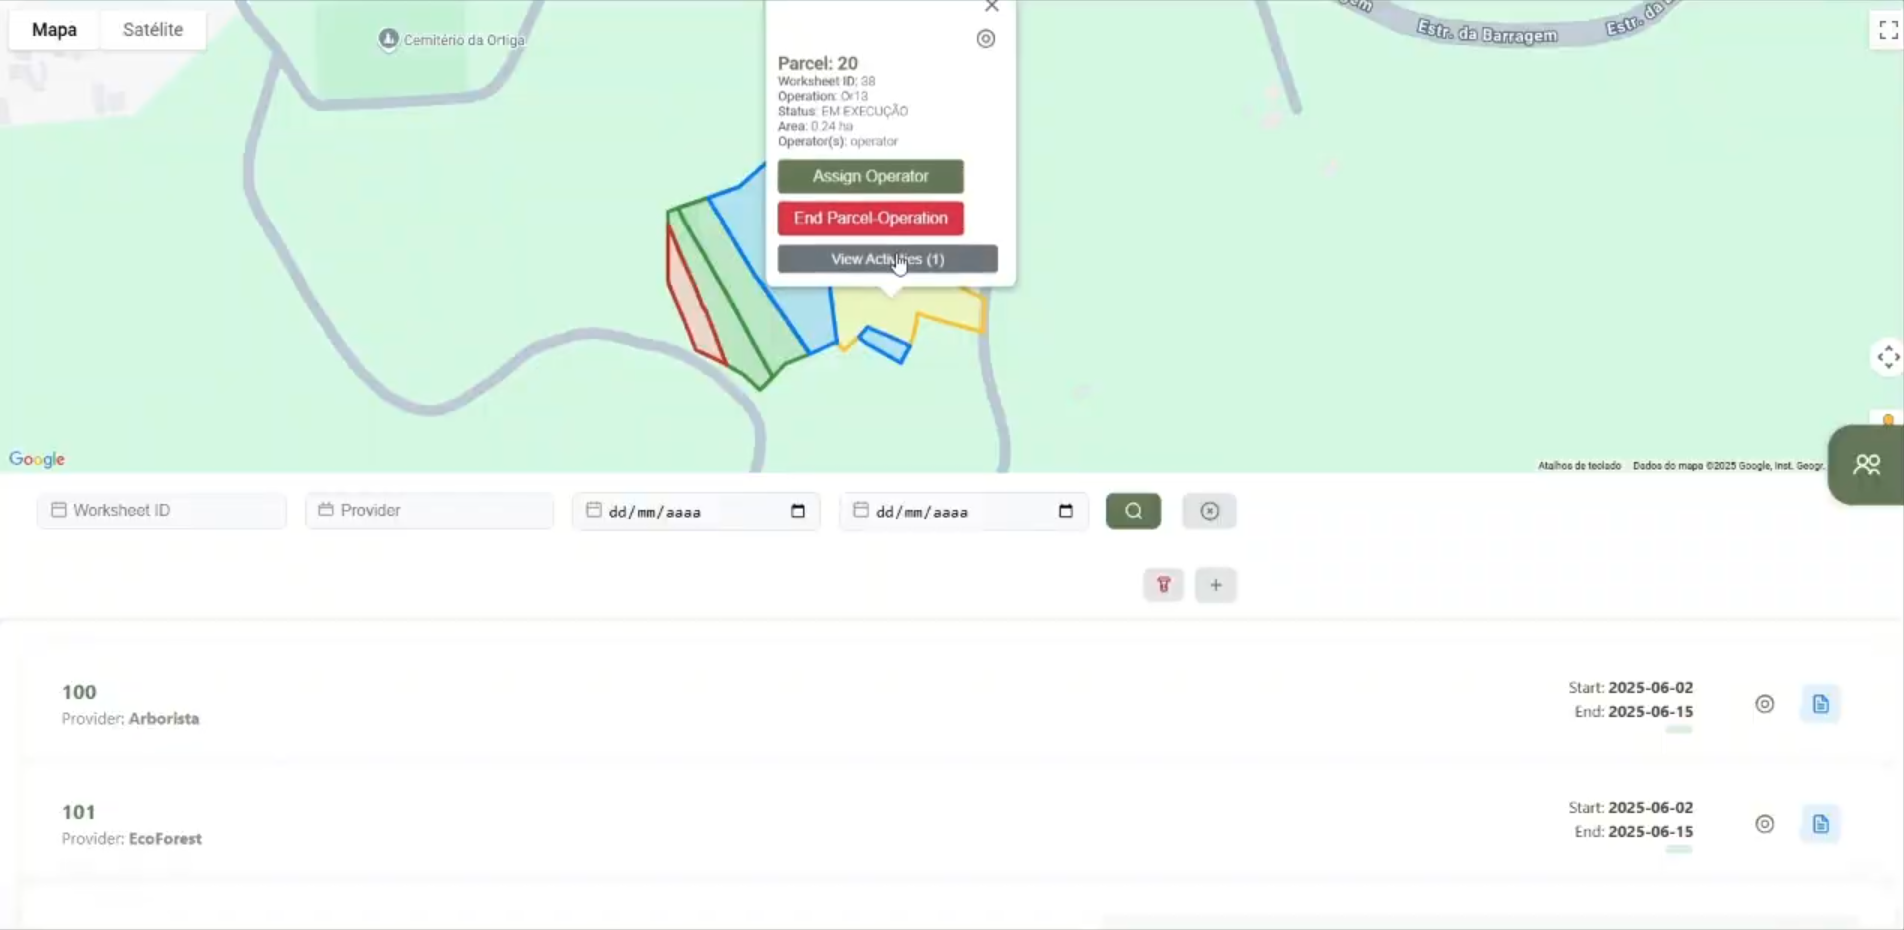 Mapa
Satélite
Cemitério da Ortiga
Estr. da Barragem
Estr. da
Parcel: 20
Worksheet ID: 38
Operation: Or13
Status: EM EXECUÇÃO
Area: 0.24 ha
Operator(s): operator
Assign Operator
End Parcel-Operation
View Activities (1)
Google
Atalhos de teclado
Dados do mapa ©2025 Google, Inst. Geogr.
Worksheet ID
Provider
dd/mm/aaaa
dd/mm/aaaa
100
Provider: Arborista
Start: 2025-06-02
End: 2025-06-15
101
Provider: EcoForest
Start: 2025-06-02
End: 2025-06-15